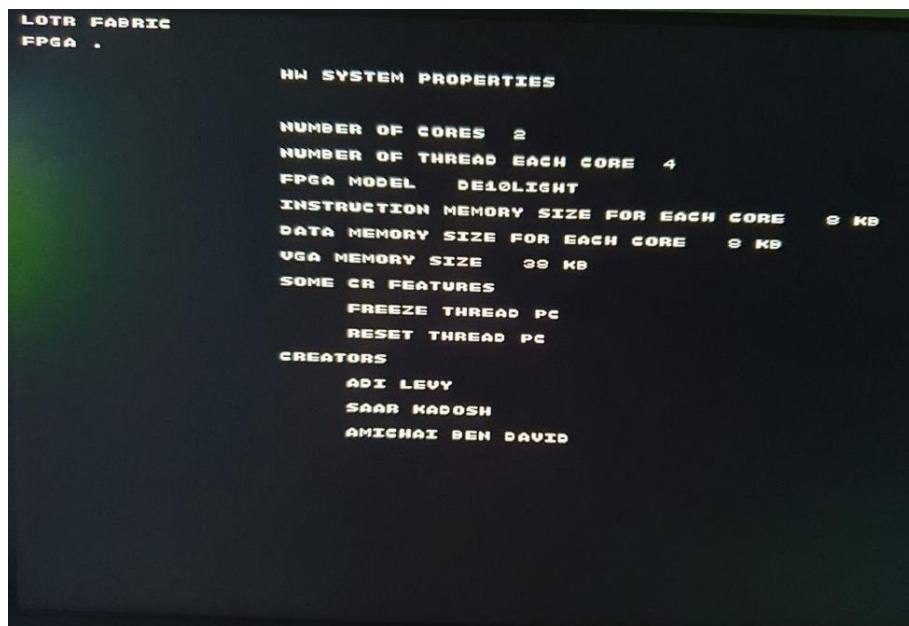 LOTR FABRIC
FPGA .
HW SYSTEM PROPERTIES
NUMBER OF CORES 2
NUMBER OF THREAD EACH CORE 4
FPGA MODEL DE10LIGHT
INSTRUCTION MEMORY SIZE FOR EACH CORE 8 KB
DATA MEMORY SIZE FOR EACH CORE 8 KB
VGA MEMORY SIZE 38 KB
SOME CR FEATURES
FREEZE THREAD PC
RESET THREAD PC
CREATORS
ADI LEVY
SAAR KADOSH
AMICHAI BEN DAVID